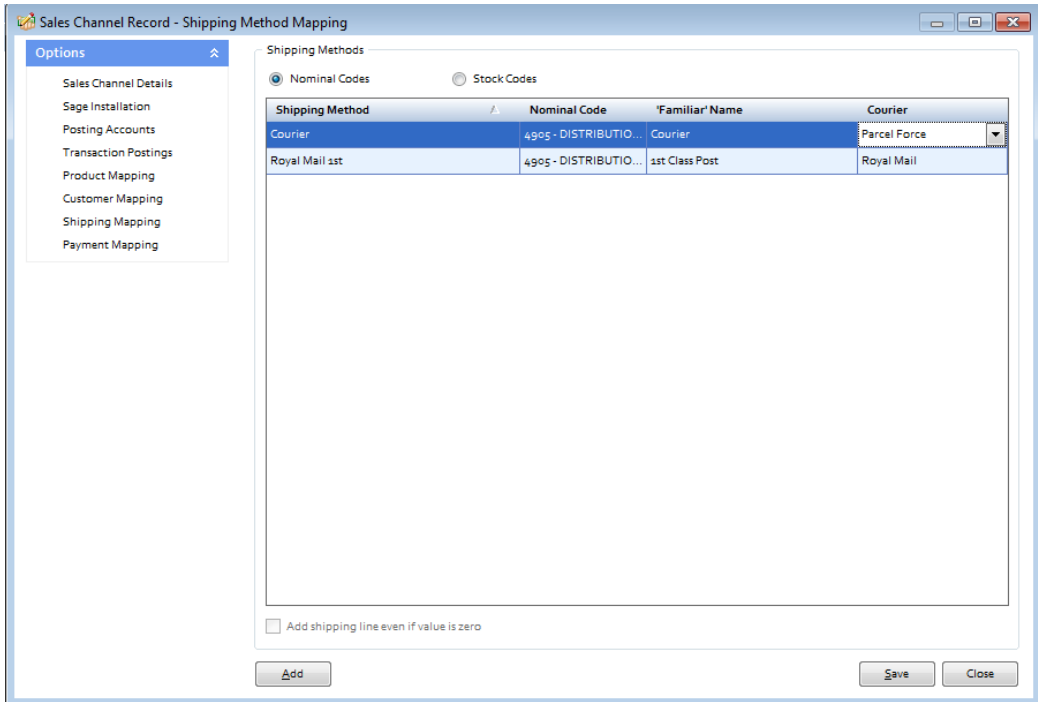 Sales Channel Record - Shipping Method Mapping
Options
Sales Channel Details
Sage Installation
Posting Accounts
Transaction Postings
Product Mapping
Customer Mapping
Shipping Mapping
Payment Mapping
Shipping Methods
Nominal Codes Stock Codes
Shipping Method Nominal Code 'Familiar' Name Courier
Courier 4905 - DISTRIBUTIO... Courier Parcel Force
Royal Mail 1st 4905 - DISTRIBUTIO... 1st Class Post Royal Mail
Add shipping line even if value is zero
Add Save Close